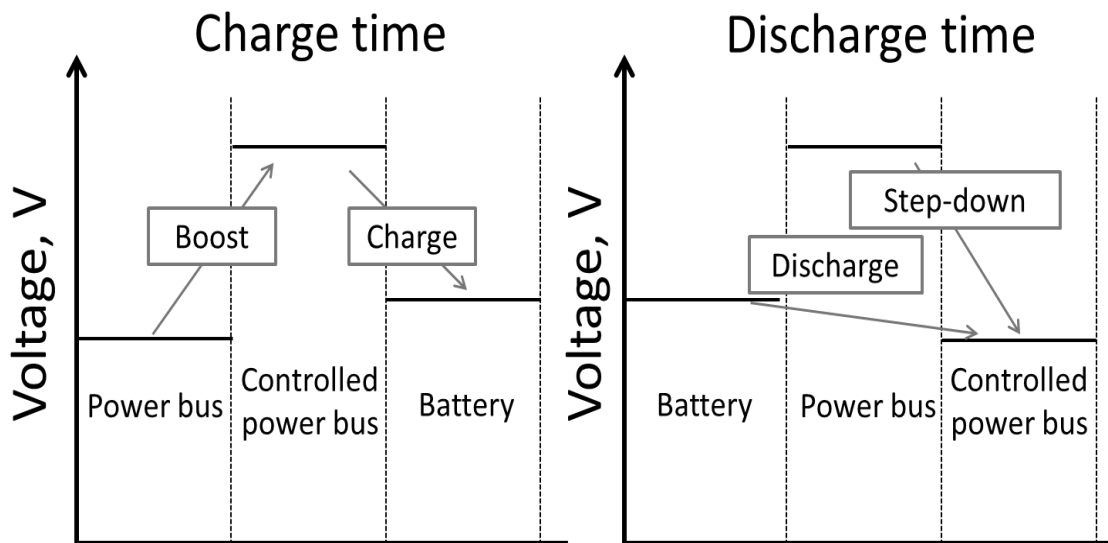 Charge time
Voltage, V
Boost
Charge
Power bus
Controlled
power bus
Battery
Discharge time
Voltage, V
Step-down
Discharge
Battery
Power bus
Controlled
power bus